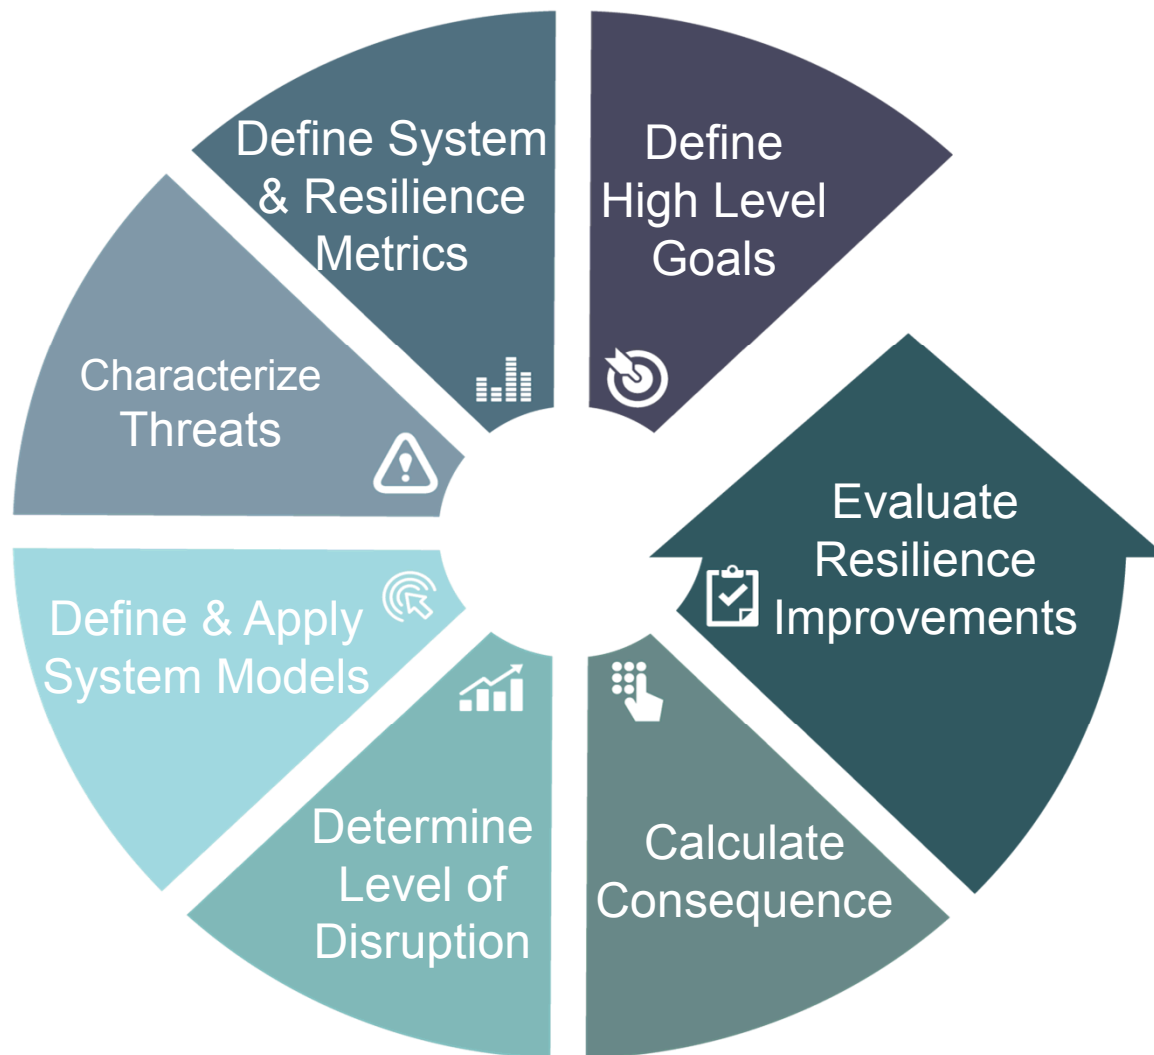 Define
High Level
Goals
Define System
& Resilience
Metrics
Characterize
Threats
Define & Apply
System Models
Determine
Level of
Disruption
Calculate
Consequence
Evaluate
Resilience
Improvements